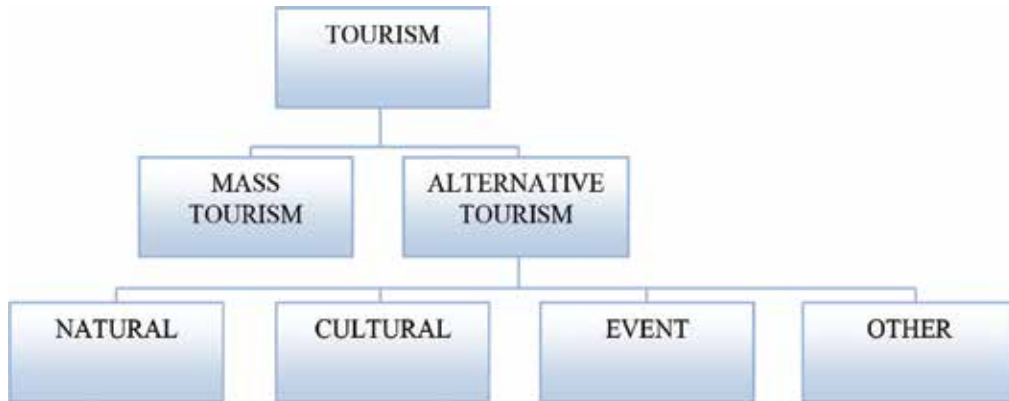 TOURISM
MASS
TOURISM
ALTERNATIVE
TOURISM
NATURAL
CULTURAL
EVENT
OTHER